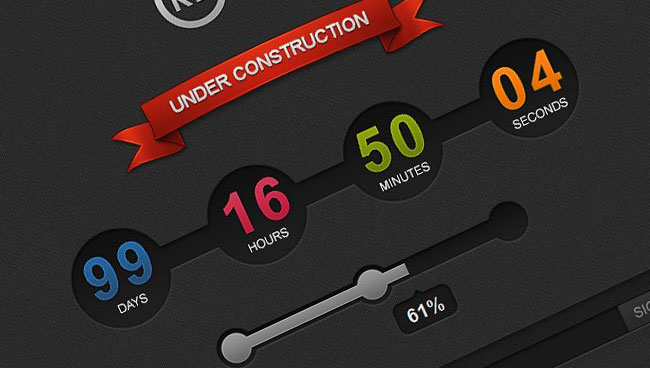 UNDER CONSTRUCTION
99
DAYS
16
HOURS
50
MINUTES
04
SECONDS
61%